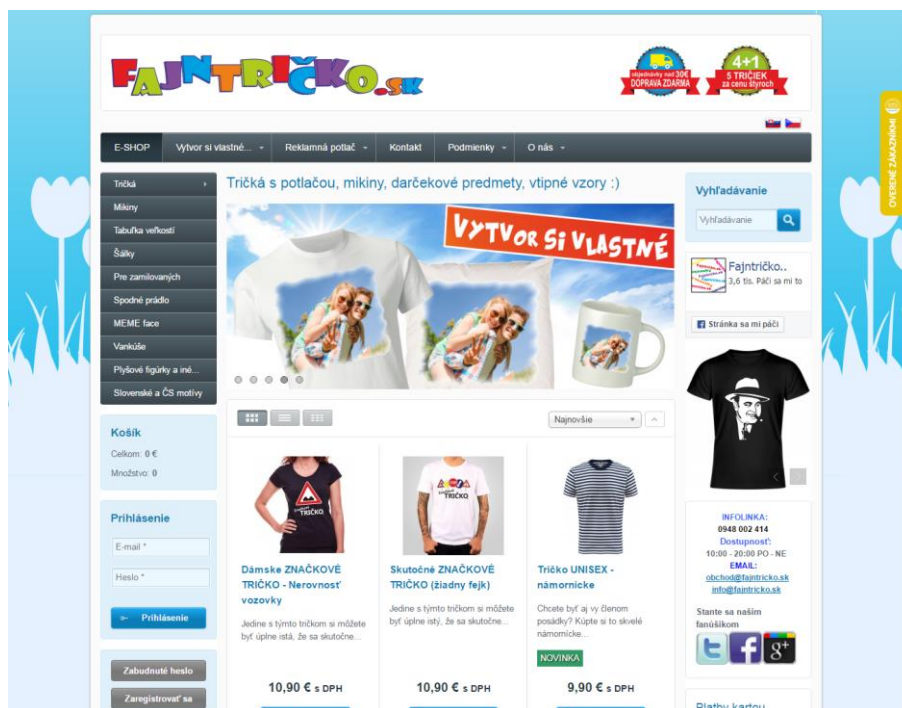 FAJNTRIČKO.SK
objednávky nad 30€
DOPRAVA ZDARMA
4+1
5 TRIČIEK
za cenu štyroch
OVERENÉ ZÁKAZNÍKMI
E-SHOP
Vytvor si vlastné...
Reklamná potlač
Kontakt
Podmienky
O nás
Tričká
Mikiny
Tabuľka veľkostí
Šálky
Pre zamilovaných
Spodné prádlo
MEME face
Vankúše
Plyšové figúrky a iné...
Slovenské a ČS motívy
Košík
Celkom: 0 €
Množstvo: 0
Prihlásenie
E-mail *
Heslo *
Prihlásenie
Zabudnuté heslo
Zaregistrovať sa
Tričká s potlačou, mikiny, darčekové predmety, vtipné vzory :)
VYTVOR SI VLASTNÉ
Najnovšie
TRIČKO
Dámske ZNAČKOVÉ
TRIČKO - Nerovnosť
vozovky
Jedine s týmto tričkom si môžete
byť úplne istá, že sa skutočne...
10,90 € s DPH
TRIČKO
Skutočné ZNAČKOVÉ
TRIČKO (žiadny fejk)
Jedine s týmto tričkom si môžete
byť úplne istý, že sa skutočne...
10,90 € s DPH
Tričko UNISEX -
námornicke
Chcete byť aj vy členom
posádky? Kúpte si to skvelé
námornícke...
NOVINKA
9,90 € s DPH
Vyhľadávanie
Vyhľadávanie
Fajntričko..
3,6 tis. Páči sa mi to
Stránka sa mi páči
INFOLINKA:
0948 002 414
Dostupnosť:
10:00 - 20:00 PO - NE
EMAIL:
obchod@fajntricko.sk
info@fajntricko.sk
Stante sa naším
fanúšikom
Platby kartou